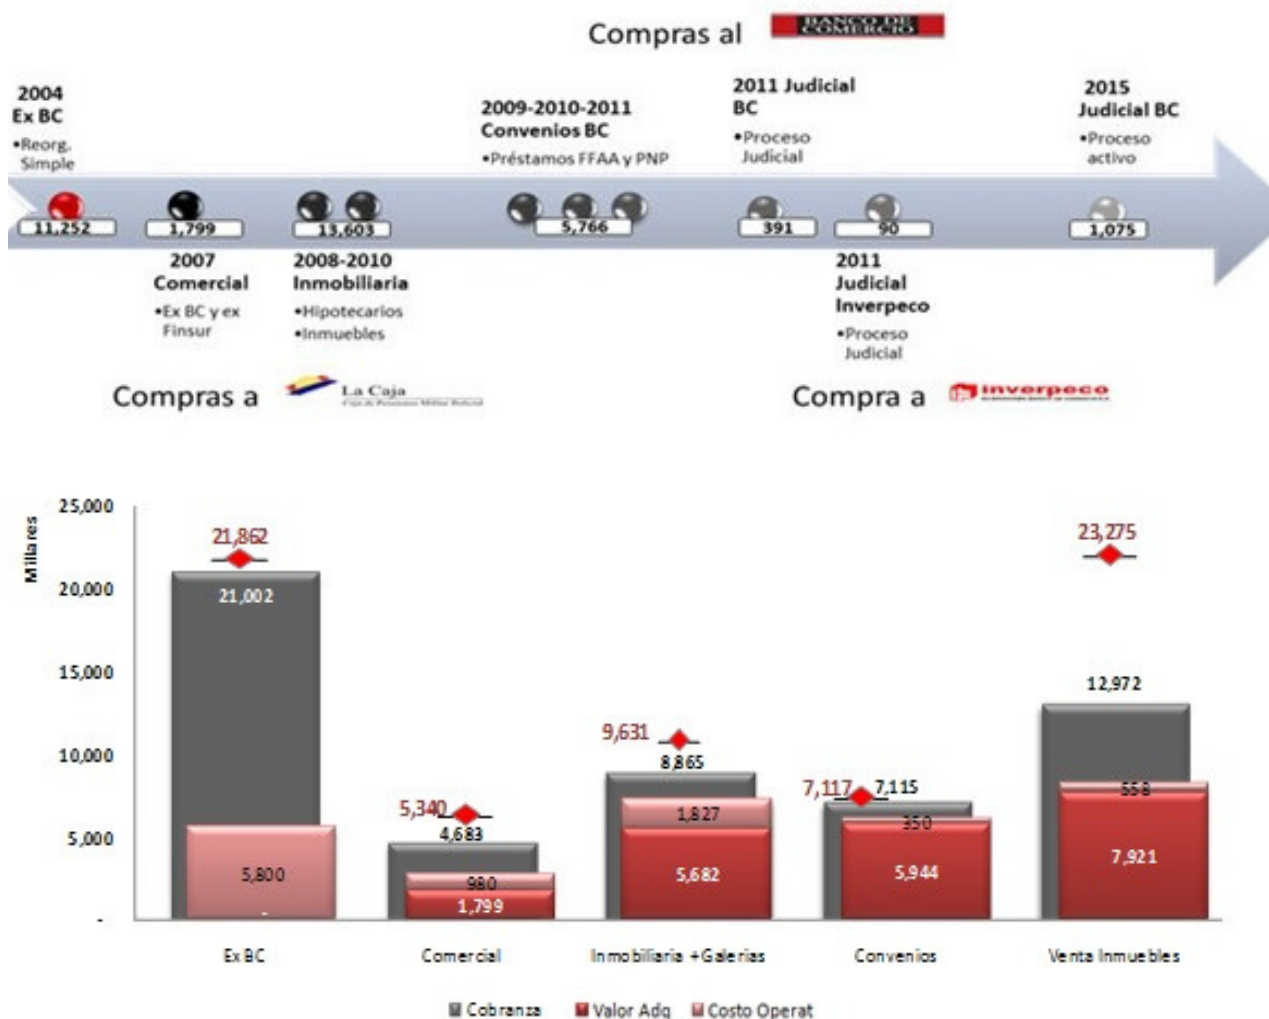 Compras al BANCO DE COMERCIO
2004
Ex BC
•Reorg. Simple
2009-2010-2011
Convenios BC
•Préstamos FFAA y PNP
2011 Judicial
BC
•Proceso Judicial
2015
Judicial BC
•Proceso activo
11,252
1,799
13,603
5,766
391
90
1,075
2007
Comercial
•Ex BC y ex Finsur
2008-2010
Inmobiliaria
•Hipotecarios
•Inmuebles
2011
Judicial
Inverpeco
•Proceso Judicial
Compras a La Caja
Caja de Pensiones Militar Policial
Compra a inverpeco
Millares
25,000
20,000
15,000
10,000
5,000
-
21,862
21,002
5,800
-
5,340
4,683
980
1,799
9,631
8,865
1,827
5,682
7,117
7,115
350
5,944
23,275
12,972
558
7,921
Ex BC
Comercial
Inmobiliaria +Galerias
Convenios
Venta Inmuebles
Cobranza
Valor Adq
Costo Operat